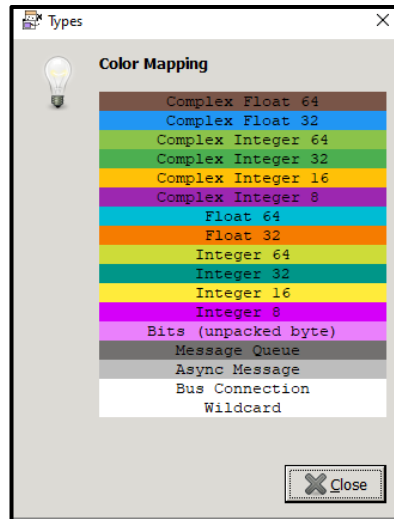 Types
Color Mapping
Complex Float 64
Complex Float 32
Complex Integer 64
Complex Integer 32
Complex Integer 16
Complex Integer 8
Float 64
Float 32
Integer 64
Integer 32
Integer 16
Integer 8
Bits (unpacked byte)
Message Queue
Async Message
Bus Connection
Wildcard
Close